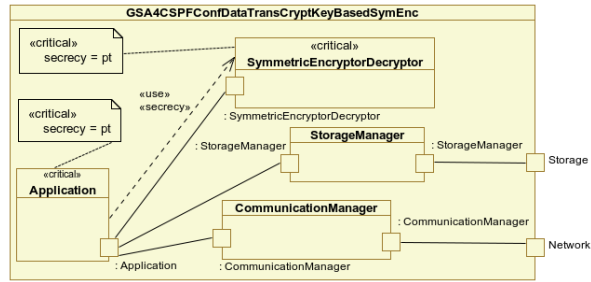 GSA4CSPFConfDataTransCryptKeyBasedSymEnc
«critical»
secrecy = pt
«critical»
SymmetricEncryptorDecryptor
«use»
«secrecy»
: SymmetricEncryptorDecryptor
«critical»
secrecy = pt
StorageManager
: StorageManager
: StorageManager
Storage
«critical»
Application
CommunicationManager
: CommunicationManager
Network
: Application
: CommunicationManager